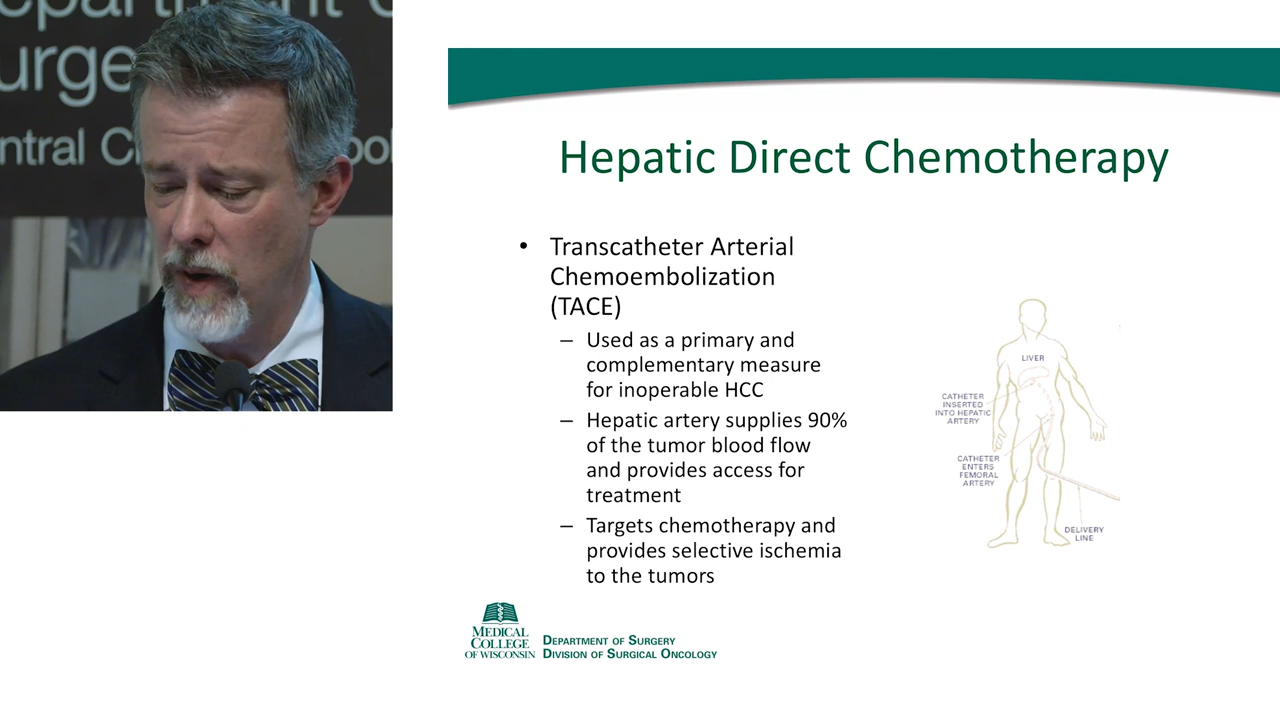 urge
ntral C
Hepatic Direct Chemotherapy
• Transcatheter Arterial
Chemoembolization
(TACE)
– Used as a primary and
complementary measure
for inoperable HCC
– Hepatic artery supplies 90%
of the tumor blood flow
and provides access for
treatment
– Targets chemotherapy and
provides selective ischemia
to the tumors
LIVER
CATHETER
INSERTED
INTO HEPATIC
ARTERY
CATHETER
ENTERS
FEMORAL
ARTERY
DELIVERY
LINE
MEDICAL
COLLEGE
OF WISCONSIN
DEPARTMENT OF SURGERY
DIVISION OF SURGICAL ONCOLOGY